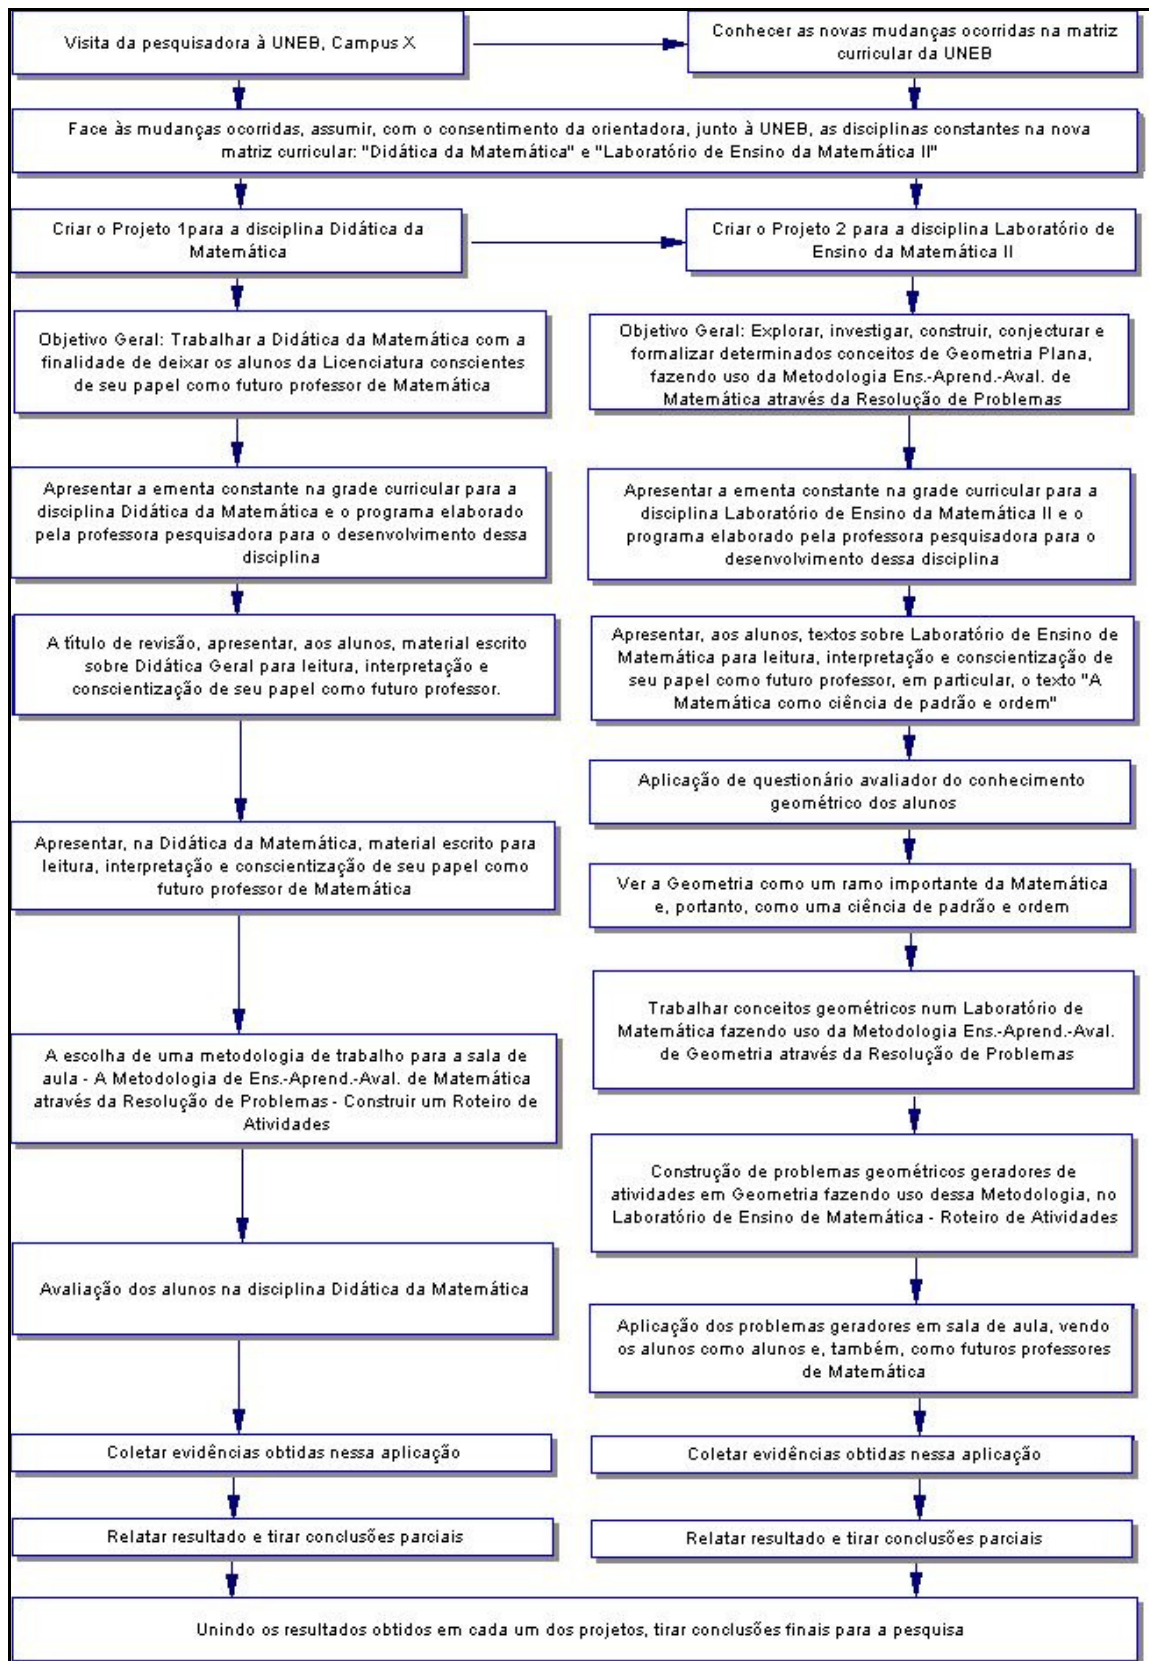 Visita da pesquisadora à UNEB, Campus X
Conhecer as novas mudanças ocorridas na matriz
curricular da UNEB
Face às mudanças ocorridas, assumir, com o consentimento da orientadora, junto à UNEB, as disciplinas constantes na nova
matriz curricular: "Didática da Matemática" e "Laboratório de Ensino da Matemática II"
Criar o Projeto 1para a disciplina Didática da
Matemática
Criar o Projeto 2 para a disciplina Laboratório de
Ensino da Matemática II
Objetivo Geral: Trabalhar a Didática da Matemática com a
finalidade de deixar os alunos da Licenciatura conscientes
de seu papel como futuro professor de Matemática
Objetivo Geral: Explorar, investigar, construir, conjecturar e
formalizar determinados conceitos de Geometria Plana,
fazendo uso da Metodologia Ens.-Aprend.-Aval. de
Matemática através da Resolução de Problemas
Apresentar a ementa constante na grade curricular para a
disciplina Didática da Matemática e o programa elaborado
pela professora pesquisadora para o desenvolvimento dessa
disciplina
Apresentar a ementa constante na grade curricular para a
disciplina Laboratório de Ensino da Matemática II e o
programa elaborado pela professora pesquisadora para o
desenvolvimento dessa disciplina
A título de revisão, apresentar, aos alunos, material escrito
sobre Didática Geral para leitura, interpretação e
conscientização de seu papel como futuro professor.
Apresentar, aos alunos, textos sobre Laboratório de Ensino de
Matemática para leitura, interpretação e conscientização de
seu papel como futuro professor, em particular, o texto "A
Matemática como ciência de padrão e ordem"
Aplicação de questionário avaliador do conhecimento
geométrico dos alunos
Apresentar, na Didática da Matemática, material escrito para
leitura, interpretação e conscientização de seu papel como
futuro professor de Matemática
Ver a Geometria como um ramo importante da Matemática
e, portanto, como uma ciência de padrão e ordem
Trabalhar conceitos geométricos num Laboratório de
Matemática fazendo uso da Metodologia Ens.-Aprend.-Aval.
de Geometria através da Resolução de Problemas
A escolha de uma metodologia de trabalho para a sala de
aula - A Metodologia de Ens.-Aprend.-Aval. de Matemática
através da Resolução de Problemas - Construir um Roteiro de
Atividades
Construção de problemas geométricos geradores de
atividades em Geometria fazendo uso dessa Metodologia, no
Laboratório de Ensino de Matemática - Roteiro de Atividades
Avaliação dos alunos na disciplina Didática da Matemática
Aplicação dos problemas geradores em sala de aula, vendo
os alunos como alunos e, também, como futuros professores
de Matemática
Coletar evidências obtidas nessa aplicação
Coletar evidências obtidas nessa aplicação
Relatar resultado e tirar conclusões parciais
Relatar resultado e tirar conclusões parciais
Unindo os resultados obtidos em cada um dos projetos, tirar conclusões finais para a pesquisa